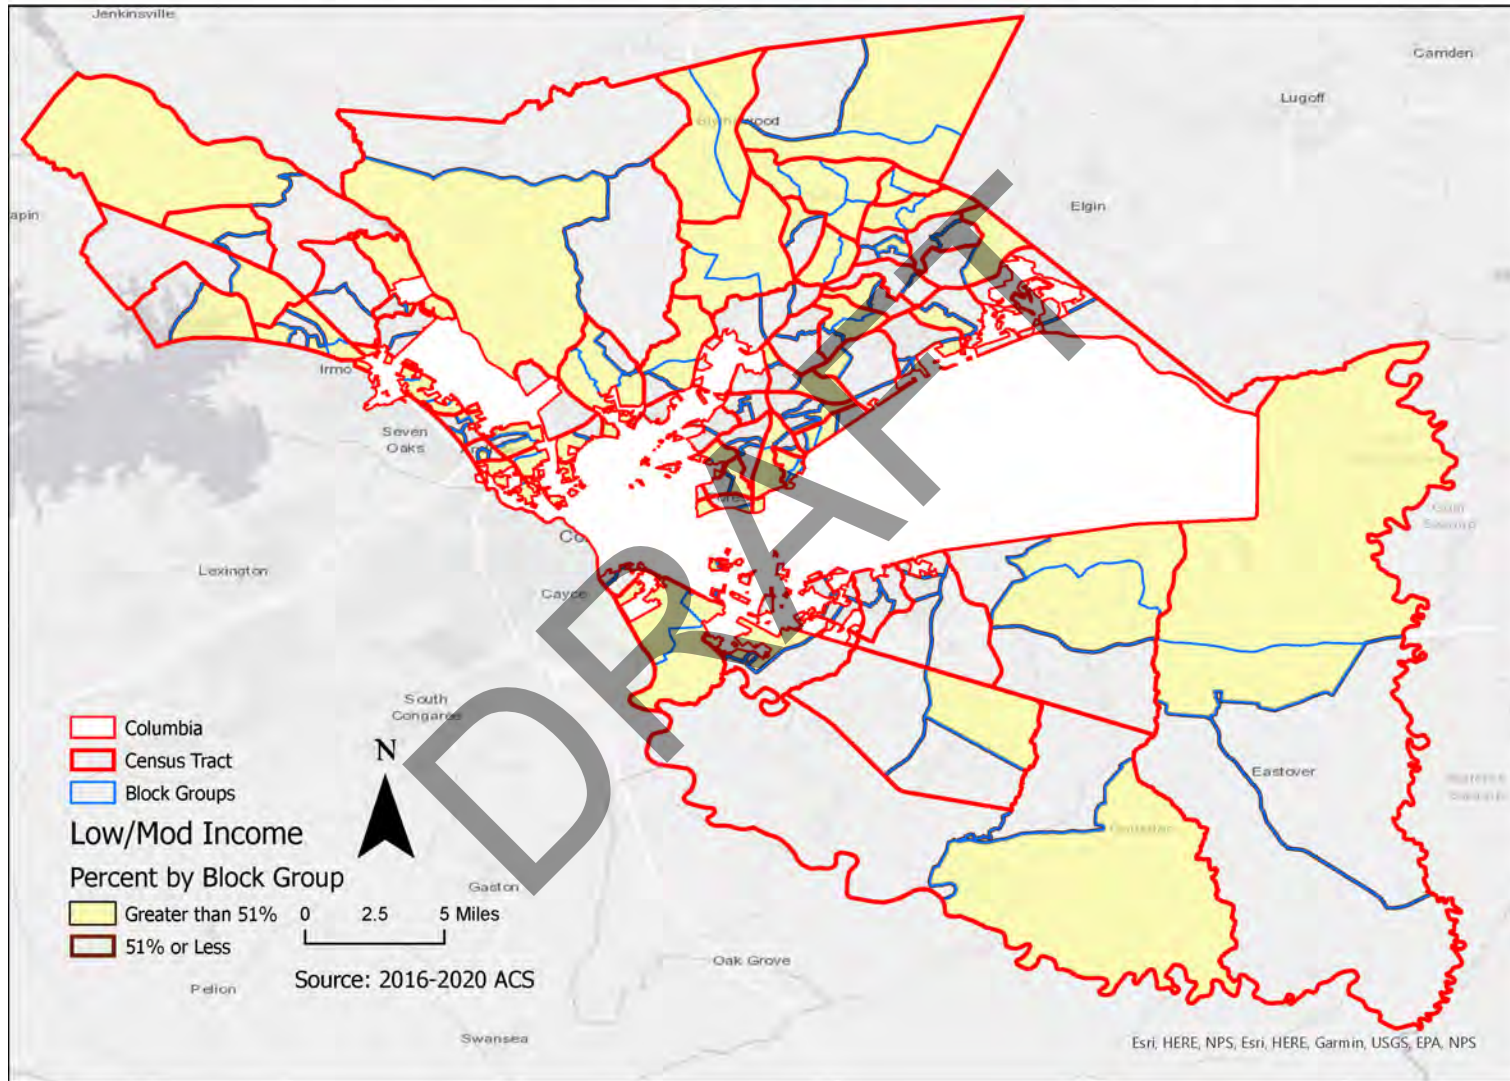 Jenkinsville
Camden
Lugoff
Elgin
apin
Irmo
Seven
Oaks
Lexington
Cayce
South
Congaree
Eastover
Gaston
Oak Grove
Pelion
Swansea
DRAFT
Columbia
Census Tract
Block Groups
Low/Mod Income
Percent by Block Group
Greater than 51%
51% or Less
N
0 2.5 5 Miles
Source: 2016-2020 ACS
Esri, HERE, NPS, Esri, HERE, Garmin, USGS, EPA, NPS